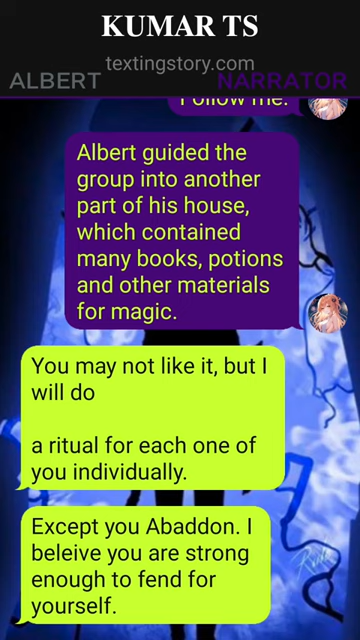 KUMAR TS
textingstory.com
ALBERT NARRATOR
Follow me.
Albert guided the
group into another
part of his house,
which contained
many books, potions
and other materials
for magic.
You may not like it, but I
will do
a ritual for each one of
you individually.
Except you Abaddon. I
beleive you are strong
enough to fend for
yourself.